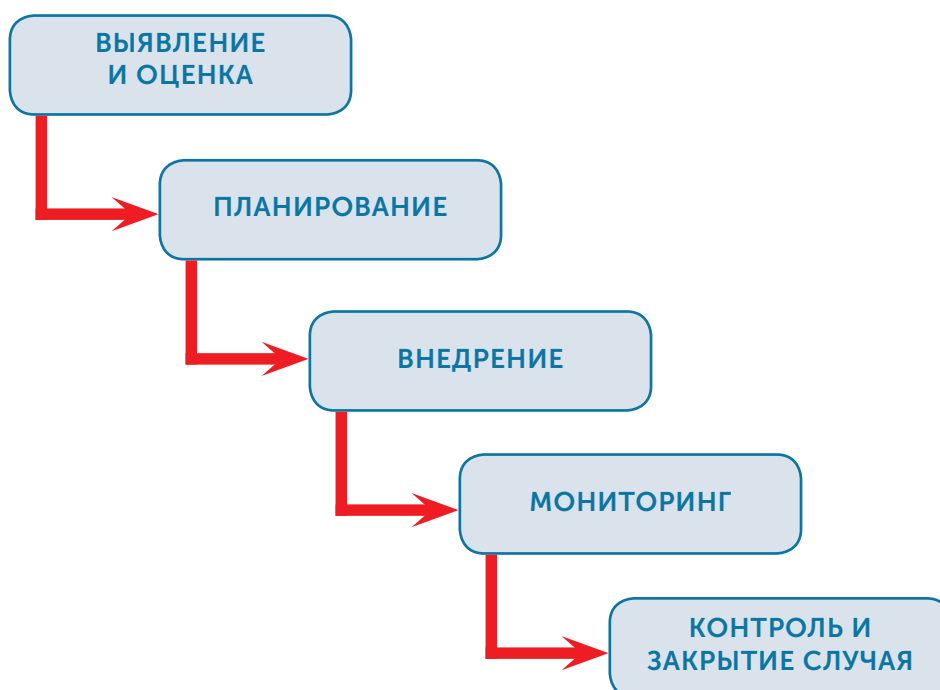 ВЫЯВЛЕНИЕ
И ОЦЕНКА
ПЛАНИРОВАНИЕ
ВНЕДРЕНИЕ
МОНИТОРИНГ
КОНТРОЛЬ И
ЗАКРЫТИЕ СЛУЧАЯ